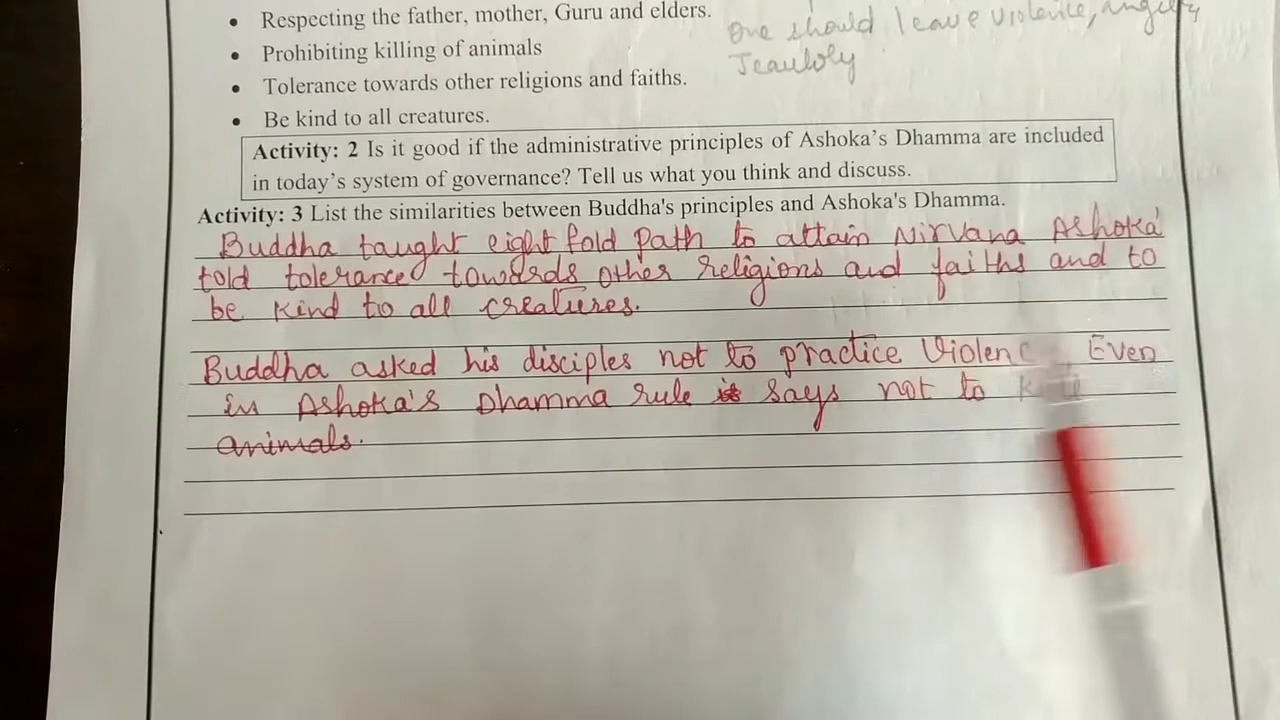 • Respecting the father, mother, Guru and elders.
One should leave violence,
• Prohibiting killing of animals
• Tolerance towards other religions and faiths.
• Be kind to all creatures.
Activity: 2 Is it good if the administrative principles of Ashoka's Dhamma are included
in today's system of governance? Tell us what you think and discuss.
Activity: 3 List the similarities between Buddha's principles and Ashoka's Dhamma.
Buddha taught eight fold path to attain Nirvana Ashoka
told tolerance towards other religions and faiths and to
be kind to all creatures.
Buddha asked his disciples not to practice Violenc Even
in Ashoka's Dhamma rule says not to
animals.